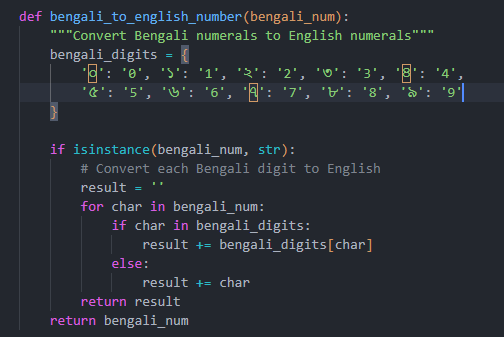 def bengali_to_english_number(bengali_num):
"""Convert Bengali numerals to English numerals"""
bengali_digits = {
'০': '0', '১': '1', '২': '2', '৩': '3', '৪': '4',
'৫': '5', '৬': '6', '৭': '7', '৮': '8', '৯': '9'
}
if isinstance(bengali_num, str):
# Convert each Bengali digit to English
result = ''
for char in bengali_num:
if char in bengali_digits:
result += bengali_digits[char]
else:
result += char
return result
return bengali_num